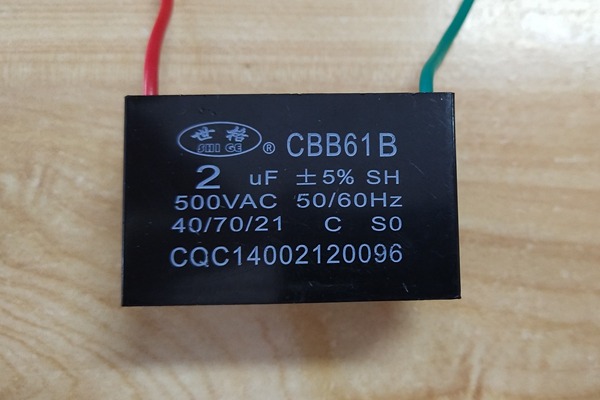 世格
SHI GE ® CBB61B
2 uF ±5% SH
500VAC 50/60Hz
40/70/21 C S0
CQC14002120096